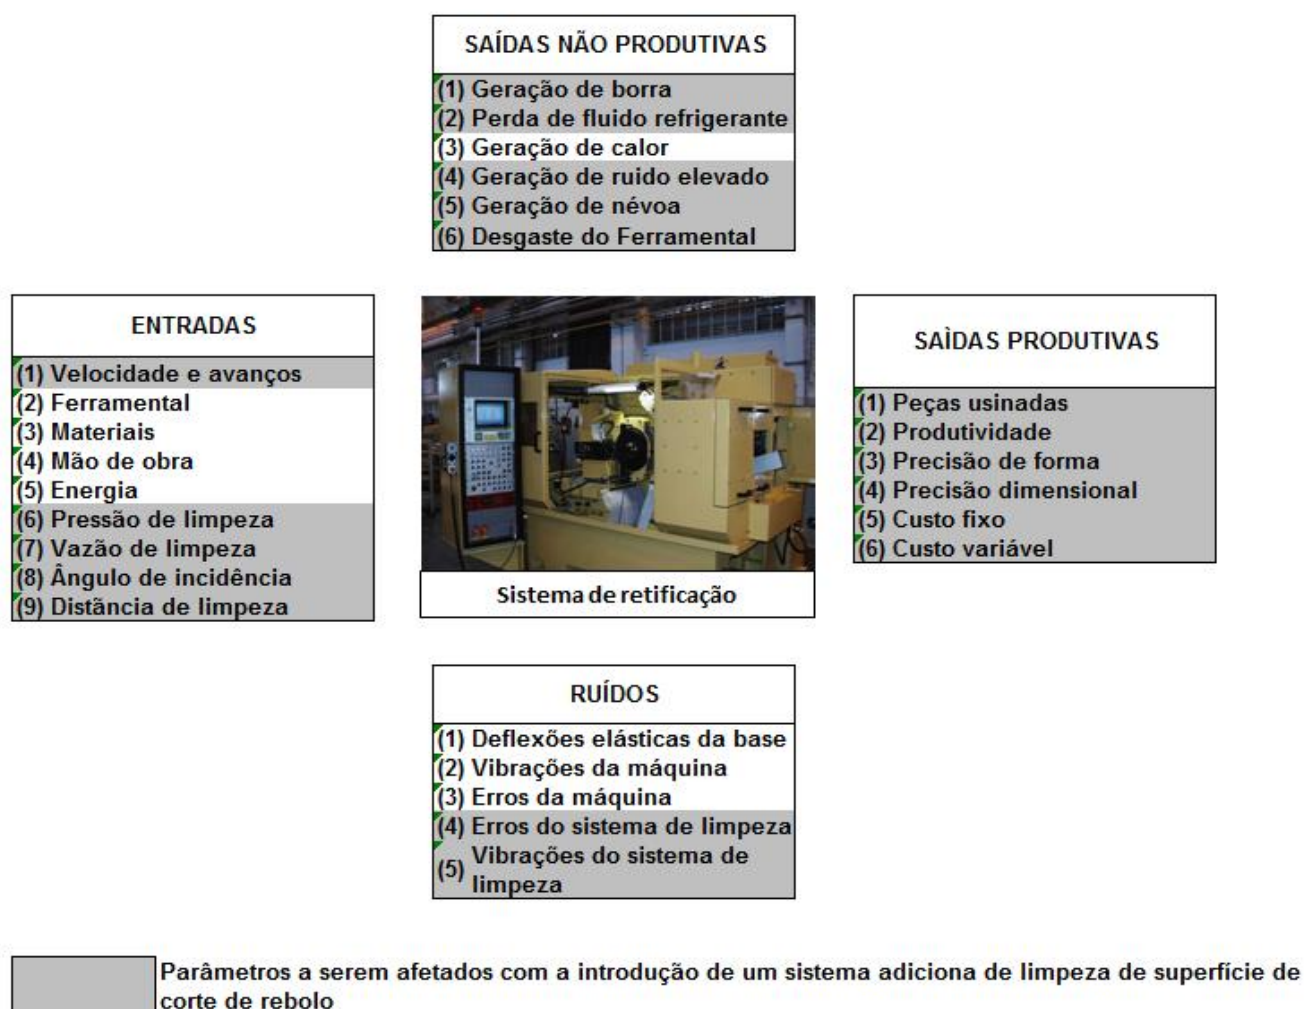 SAÍDAS NÃO PRODUTIVAS
(1) Geração de borra
(2) Perda de fluido refrigerante
(3) Geração de calor
(4) Geração de ruido elevado
(5) Geração de névoa
(6) Desgaste do Ferramental
ENTRADAS
(1) Velocidade e avanços
(2) Ferramental
(3) Materiais
(4) Mão de obra
(5) Energia
(6) Pressão de limpeza
(7) Vazão de limpeza
(8) Ângulo de incidência
(9) Distãncia de limpeza
Sistema de retificação
SAÌDAS PRODUTIVAS
(1) Peças usinadas
(2) Produtividade
(3) Precisão de forma
(4) Precisão dimensional
(5) Custo fixo
(6) Custo variável
RUÍDOS
(1) Deflexões elásticas da base
(2) Vibrações da máquina
(3) Erros da máquina
(4) Erros do sistema de limpeza
(5) Vibrações do sistema de
limpeza
Parâmetros a serem afetados com a introdução de um sistema adiciona de limpeza de superfície de
corte de rebolo